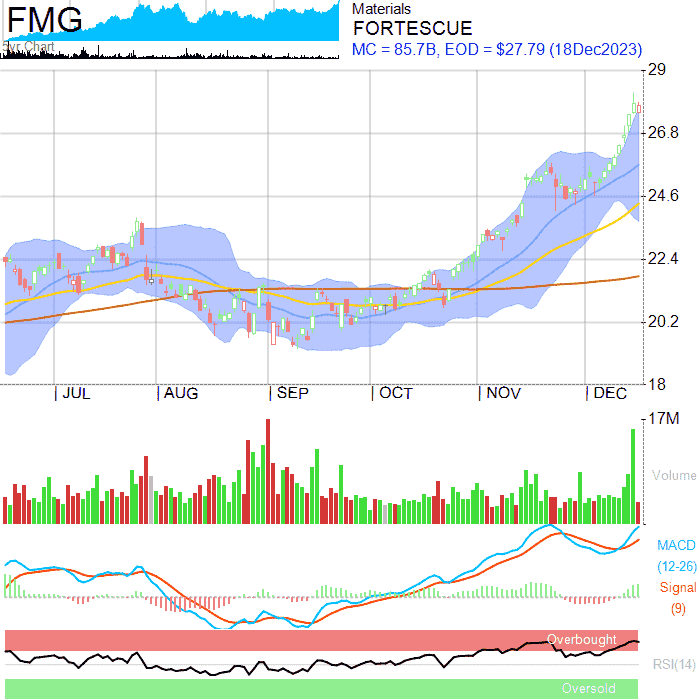 FMG
5yr Chart
Materials
FORTESCUE
MC = 85.7B, EOD = $27.79 (18Dec2023)
29
26.8
24.6
22.4
20.2
18
JUL AUG SEP OCT NOV DEC
17M
Volume
MACD
(12-26)
Signal
(9)
Overbought
RSI(14)
Oversold